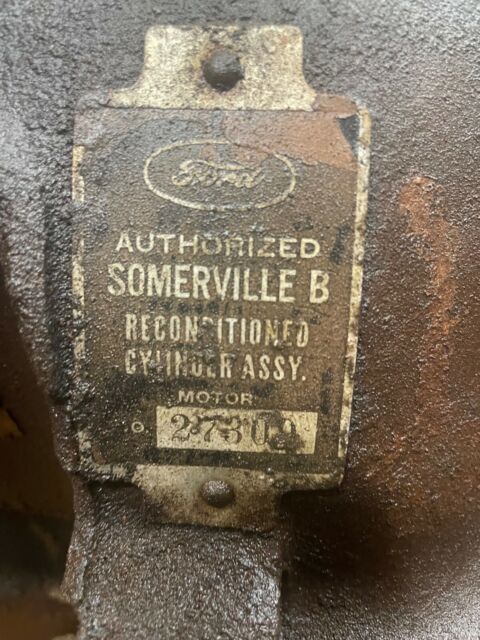 Ford
AUTHORIZED
SOMERVILLE B
RECONDITIONED
CYLINDER ASSY.
MOTOR